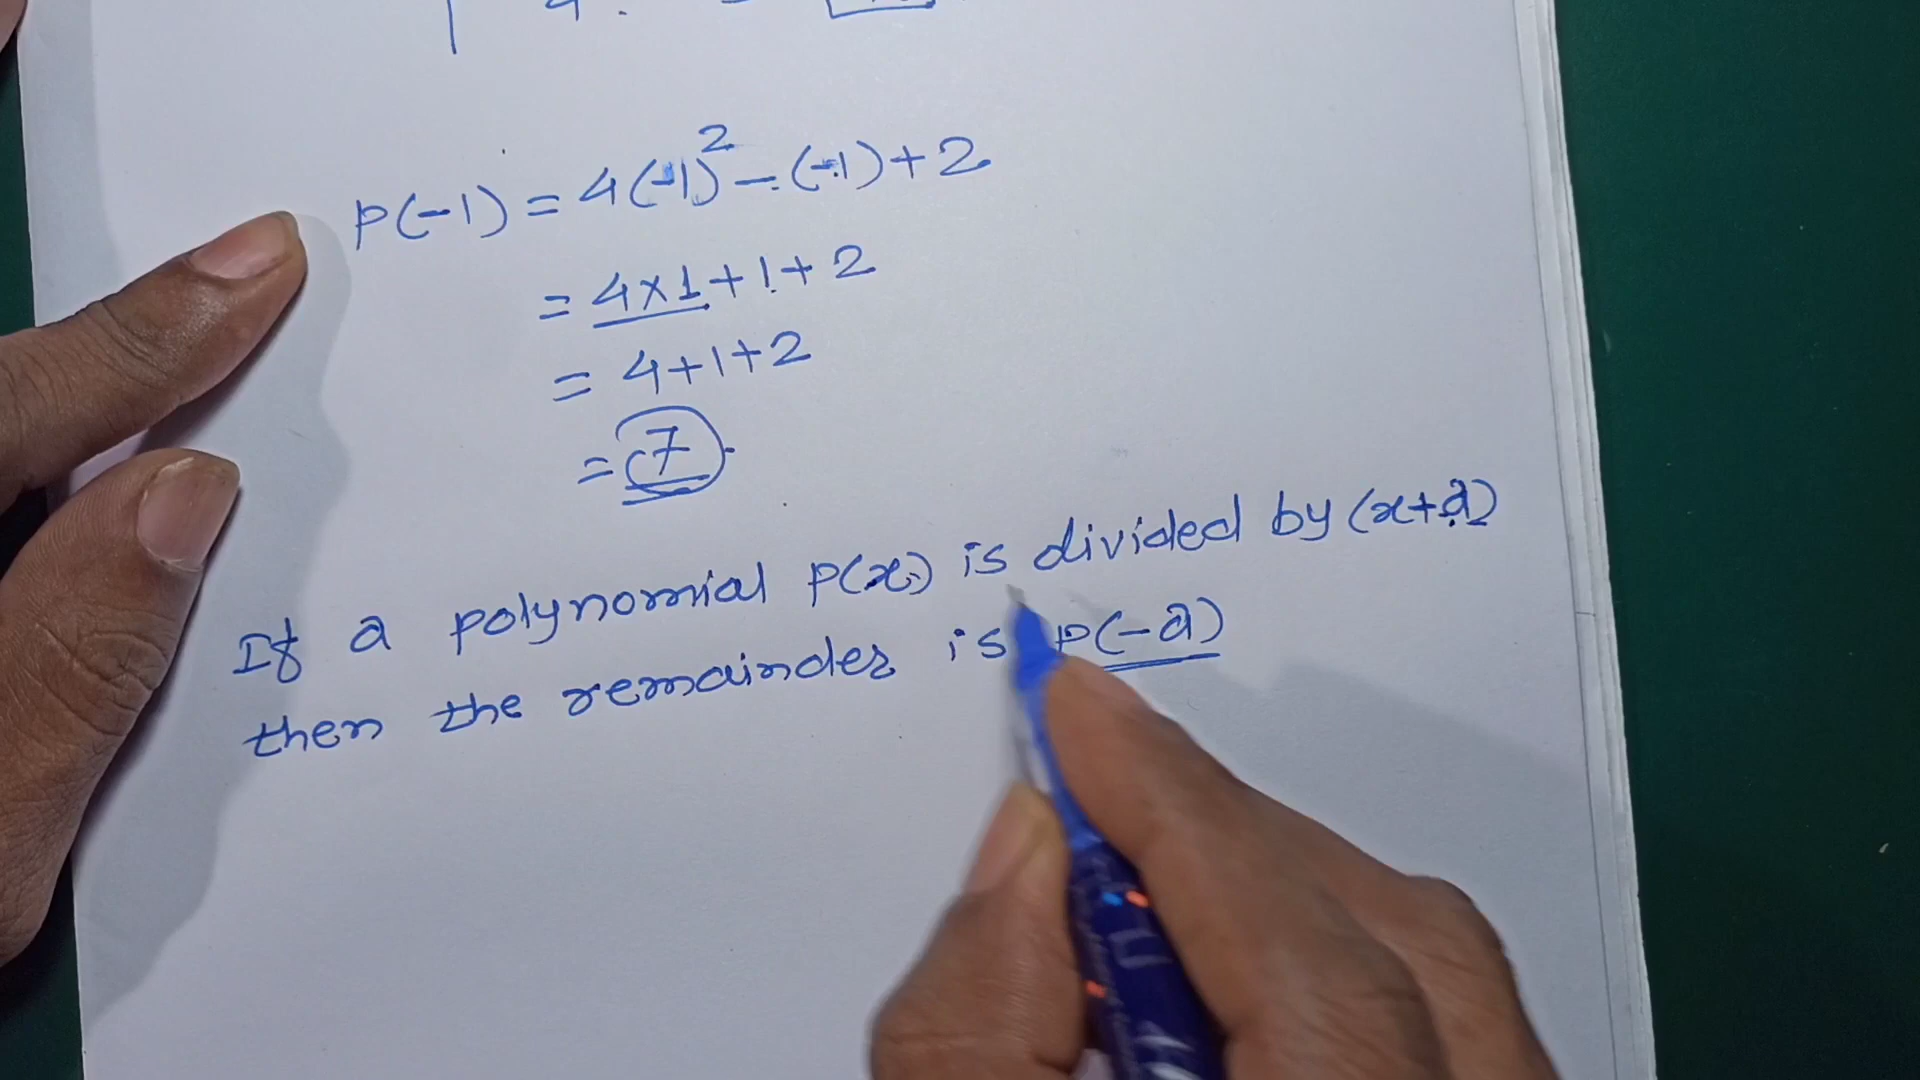 P(-1) = 4(-1)² - (-1) + 2
= 4×1 + 1 + 2
= 4+1+2
= 7
If a polynomial P(x) is divided by (x+a)
then the remainder is P(-a)